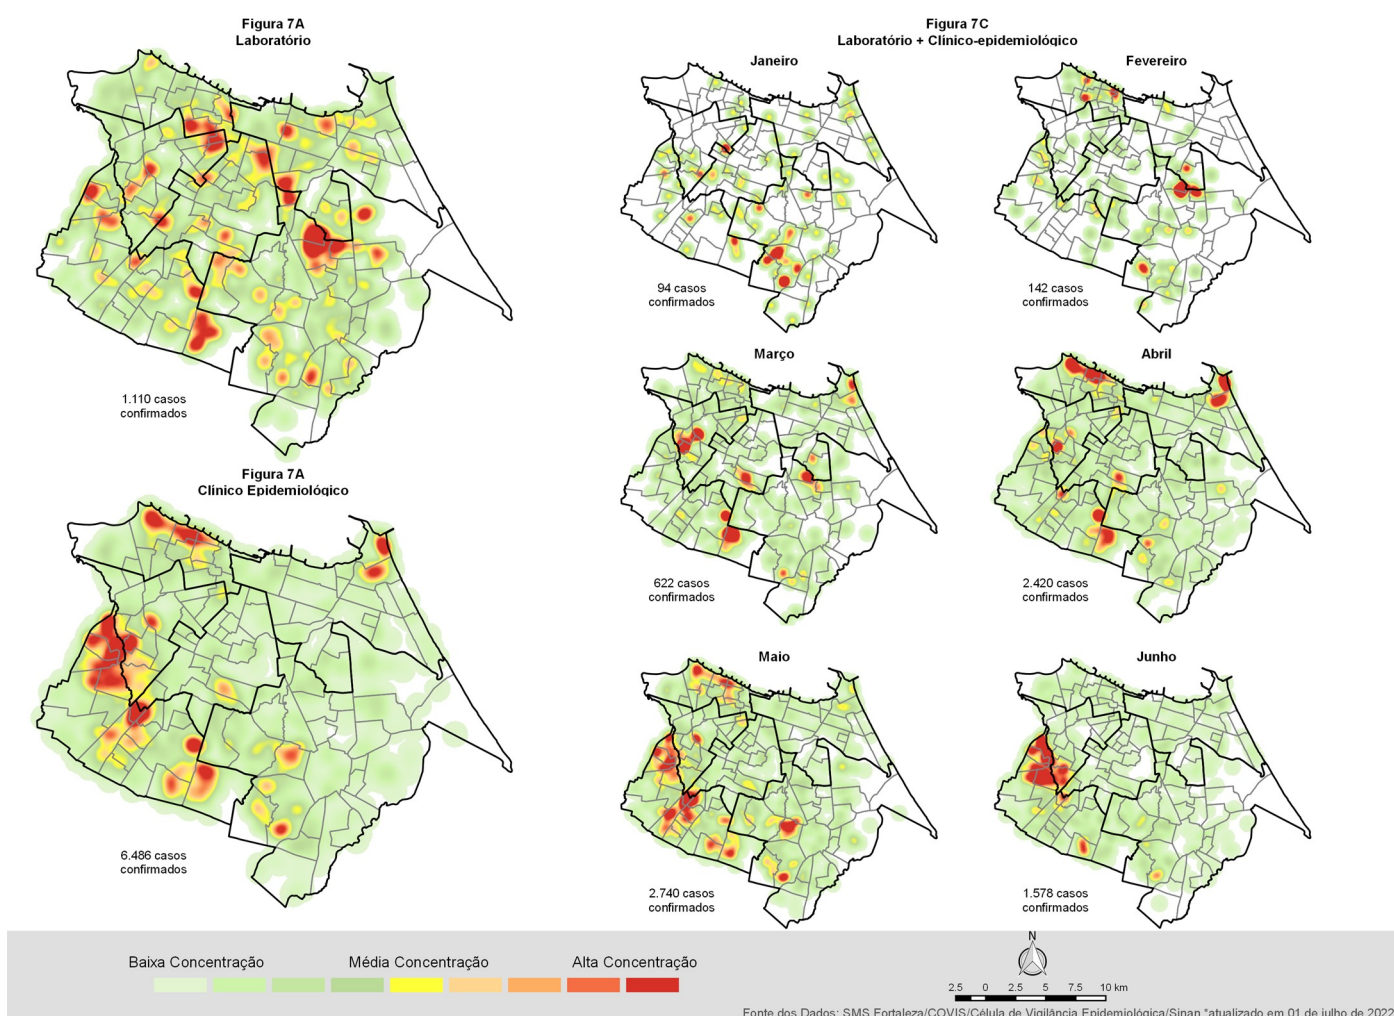 Figura 7A
Laboratório
1.110 casos
confirmados
Figura 7A
Clínico Epidemiológico
6.486 casos
confirmados
Figura 7C
Laboratório + Clínico-epidemiológico
Janeiro
94 casos
confirmados
Fevereiro
142 casos
confirmados
Março
622 casos
confirmados
Abril
2.420 casos
confirmados
Maio
2.740 casos
confirmados
Junho
1.578 casos
confirmados
Baixa Concentração
Média Concentração
Alta Concentração
N
2.5 0 2.5 5 7.5 10 km
Fonte dos Dados: SMS Fortaleza/COVIS/Célula de Vigilância Epidemiológica/Sinan *atualizado em 01 de julho de 2022